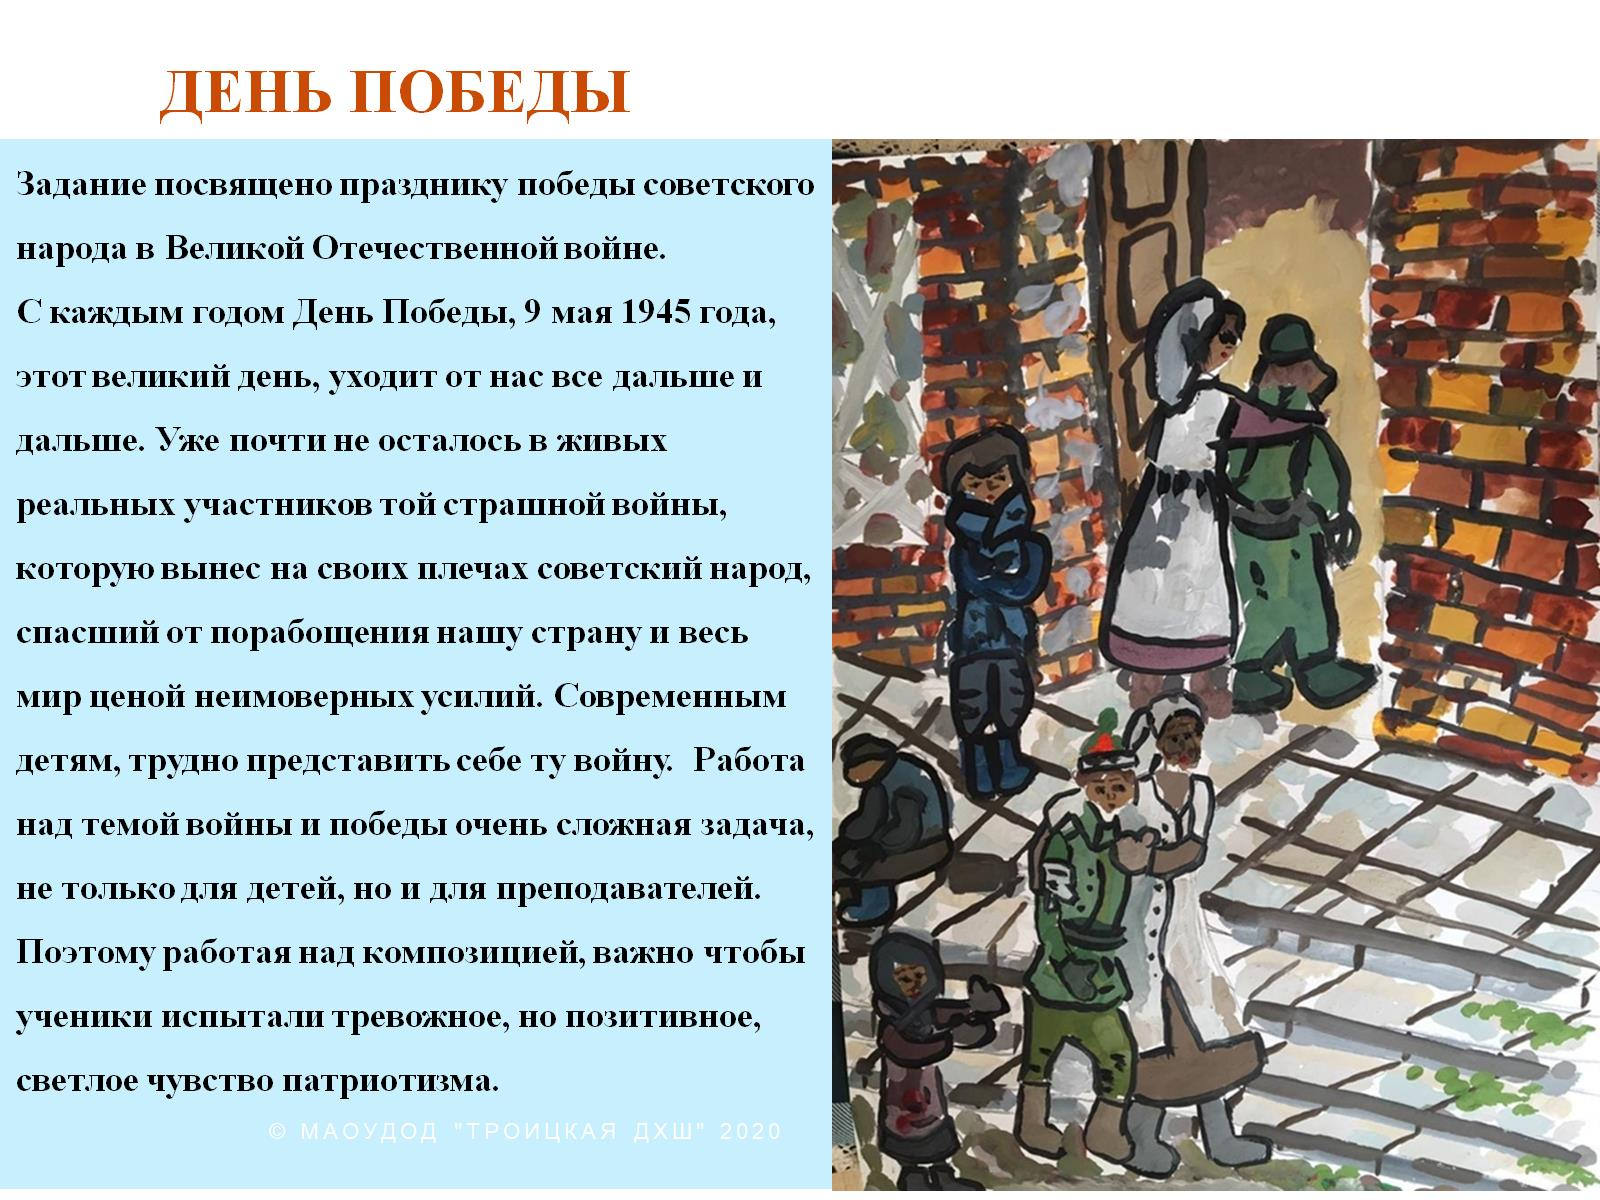 ДЕНЬ ПОБЕДЫ
Задание посвящено празднику победы советского
народа в Великой Отечественной войне.
С каждым годом День Победы, 9 мая 1945 года,
этот великий день, уходит от нас все дальше и
дальше. Уже почти не осталось в живых
реальных участников той страшной войны,
которую вынес на своих плечах советский народ,
спасший от порабощения нашу страну и весь
мир ценой неимоверных усилий. Современным
детям, трудно представить себе ту войну. Работа
над темой войны и победы очень сложная задача,
не только для детей, но и для преподавателей.
Поэтому работая над композицией, важно чтобы
ученики испытали тревожное, но позитивное,
светлое чувство патриотизма.
© МАОУДОД "ТРОИЦКАЯ ДХШ" 2020